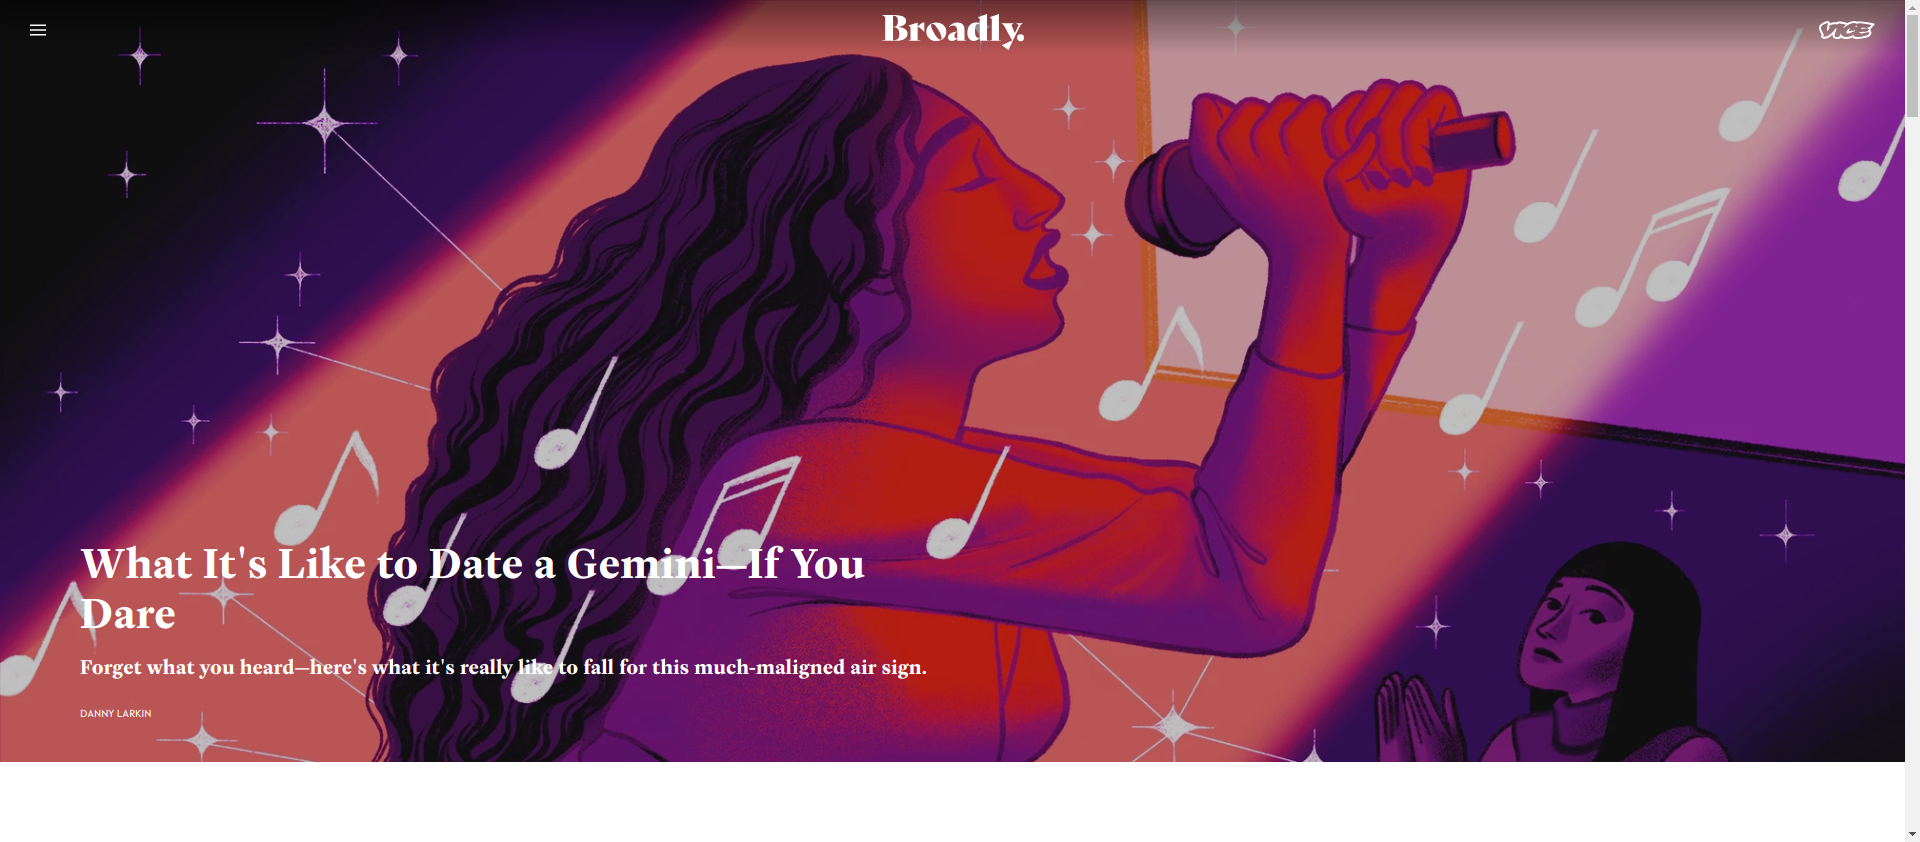 Broadly.
VICE
What It's Like to Date a Gemini—If You
Dare
Forget what you heard—here's what it's really like to fall for this much-maligned air sign.
DANNY LARKIN